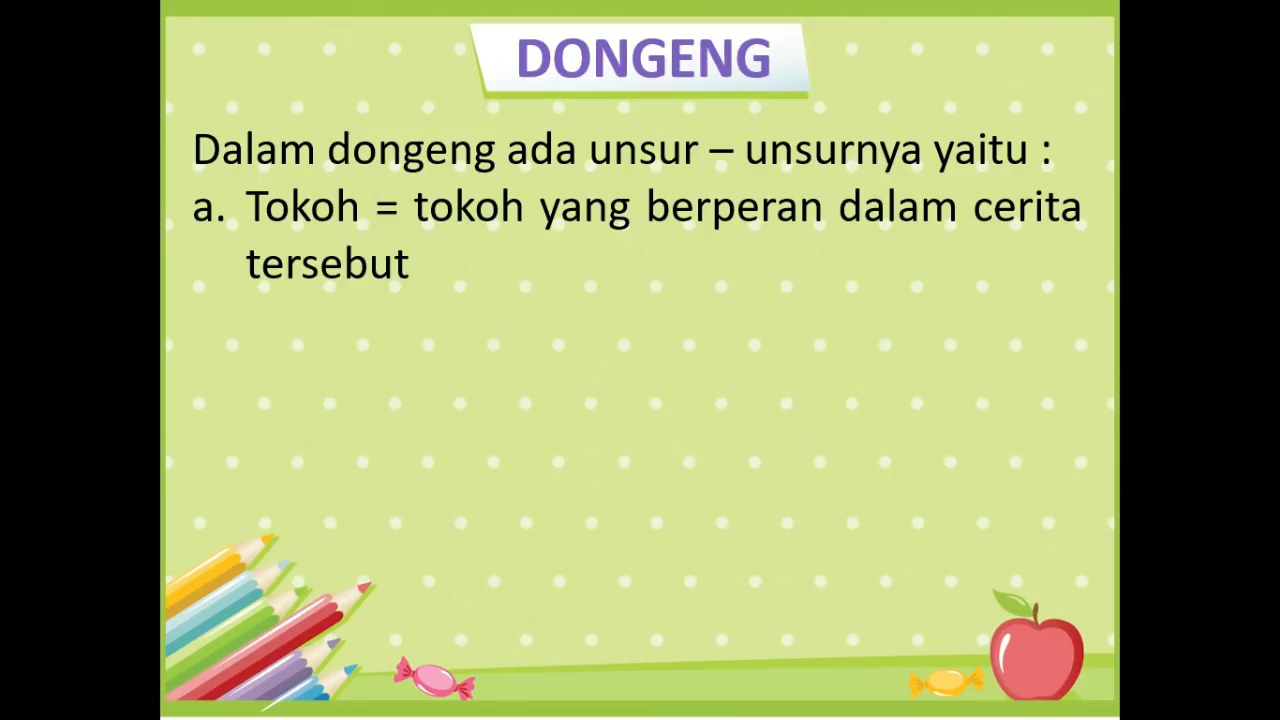 DONGENG
Dalam dongeng ada unsur – unsurnya yaitu :
a. Tokoh = tokoh yang berperan dalam cerita
tersebut